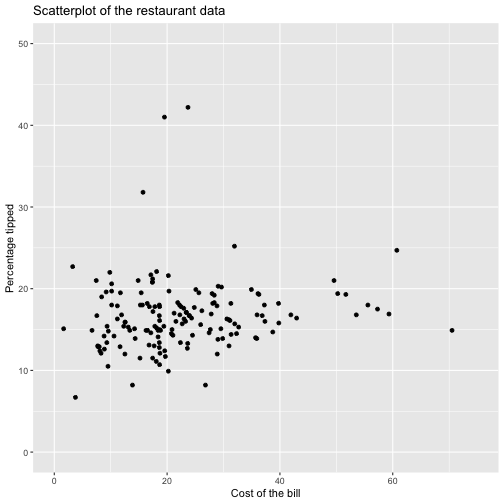 Scatterplot of the restaurant data
50
40
30
20
10
0
Percentage tipped
0 20 40 60
Cost of the bill